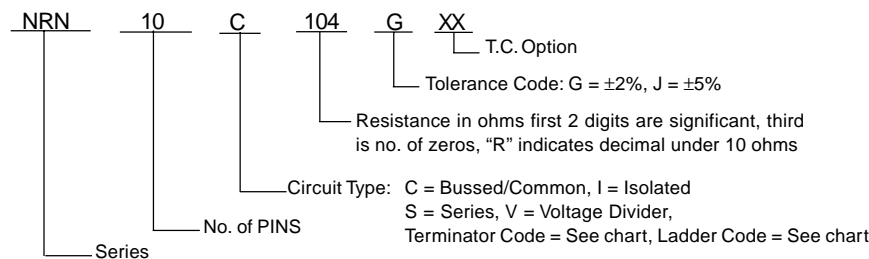 NRN 10 C 104 G XX
T.C. Option
Tolerance Code: G = ±2%, J = ±5%
Resistance in ohms first 2 digits are significant, third
is no. of zeros, “R” indicates decimal under 10 ohms
Circuit Type: C = Bussed/Common, I = Isolated
S = Series, V = Voltage Divider,
Terminator Code = See chart, Ladder Code = See chart
No. of PINS
Series